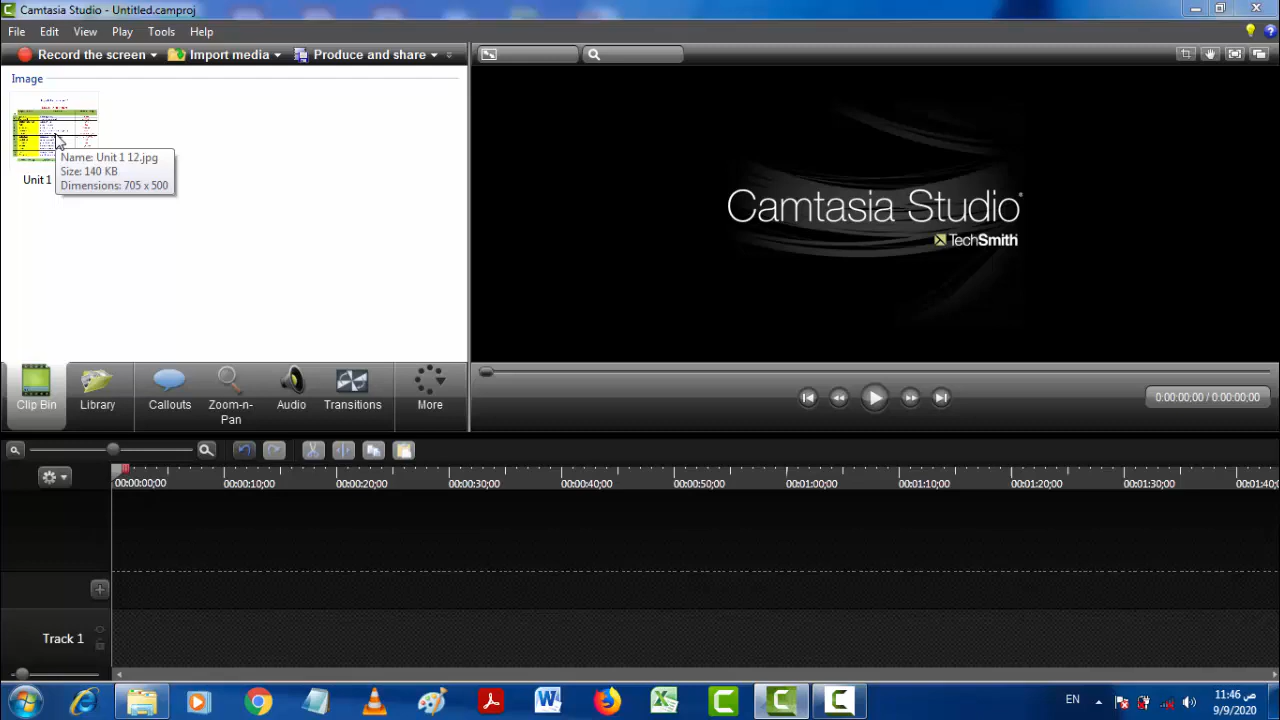 Camtasia Studio - Untitled.camproj
File Edit View Play Tools Help
Record the screen Import media Produce and share
Image
Name: Unit 1 12.jpg
Size: 140 KB
Dimensions: 705 x 500
Unit 1
Camtasia Studio®
TechSmith
Clip Bin Library Callouts Zoom-n-Pan Audio Transitions More
0:00:00;00 / 0:00:00;00
00:00:00;00 00:00:10;00 00:00:20;00 00:00:30;00 00:00:40;00 00:00:50;00 00:01:00;00 00:01:10;00 00:01:20;00 00:01:30;00 00:01:40;
Track 1
EN
11:46 ص
9/9/2020